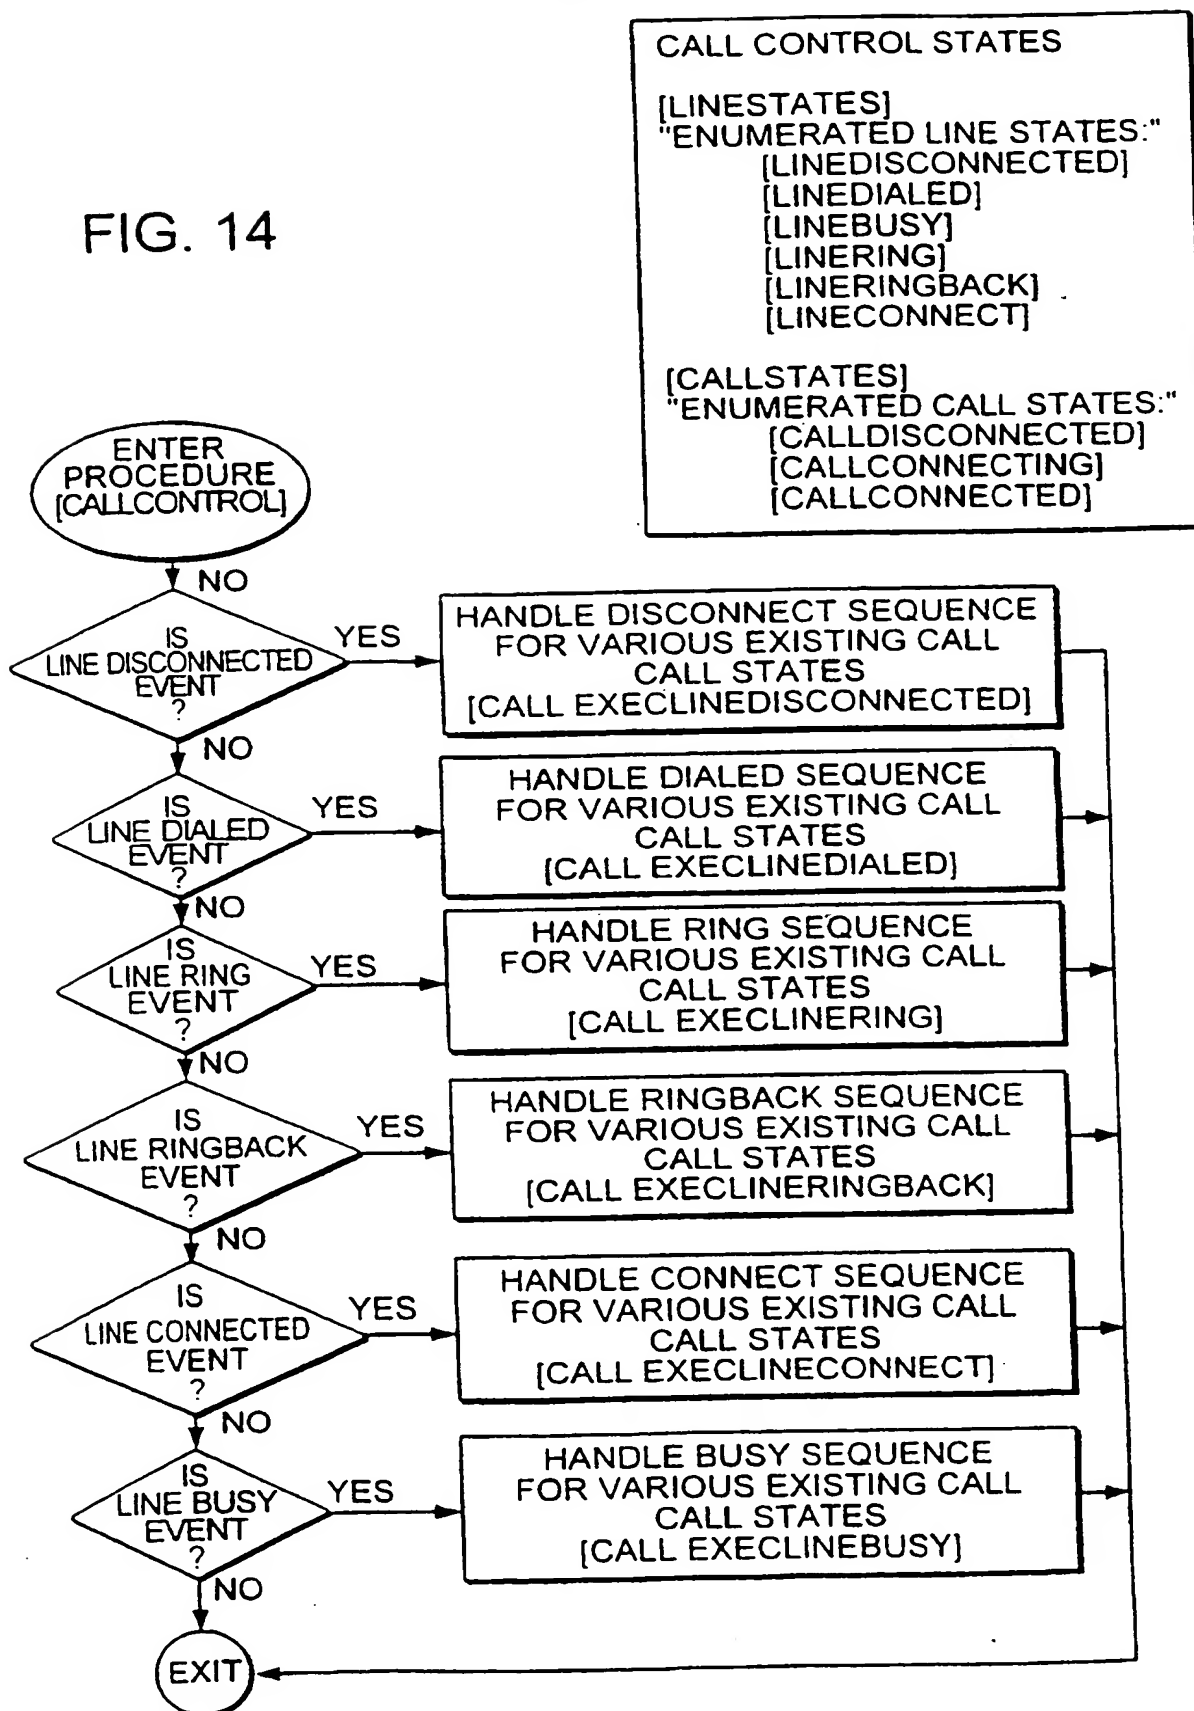 CALL CONTROL STATES
[LINESTATES]
"ENUMERATED LINE STATES:"
[LINEDISCONNECTED]
[LINEDIALED]
[LINEBUSY]
[LINERING]
[LINERINGBACK]
[LINECONNECT]
[CALLSTATES]
"ENUMERATED CALL STATES:"
[CALLDISCONNECTED]
[CALLCONNECTING]
[CALLCONNECTED]
FIG. 14
ENTER
PROCEDURE
[CALLCONTROL]
NO
IS
LINE DISCONNECTED
EVENT
?
YES
HANDLE DISCONNECT SEQUENCE
FOR VARIOUS EXISTING CALL
CALL STATES
[CALL EXECLINEDISCONNECTED]
NO
IS
LINE DIALED
EVENT
?
YES
HANDLE DIALED SEQUENCE
FOR VARIOUS EXISTING CALL
CALL STATES
[CALL EXECLINEDIALED]
NO
IS
LINE RING
EVENT
?
YES
HANDLE RING SEQUENCE
FOR VARIOUS EXISTING CALL
CALL STATES
[CALL EXECLINERING]
NO
IS
LINE RINGBACK
EVENT
?
YES
HANDLE RINGBACK SEQUENCE
FOR VARIOUS EXISTING CALL
CALL STATES
[CALL EXECLINERINGBACK]
NO
IS
LINE CONNECTED
EVENT
?
YES
HANDLE CONNECT SEQUENCE
FOR VARIOUS EXISTING CALL
CALL STATES
[CALL EXECLINECONNECT]
NO
IS
LINE BUSY
EVENT
?
YES
HANDLE BUSY SEQUENCE
FOR VARIOUS EXISTING CALL
CALL STATES
[CALL EXECLINEBUSY]
NO
EXIT